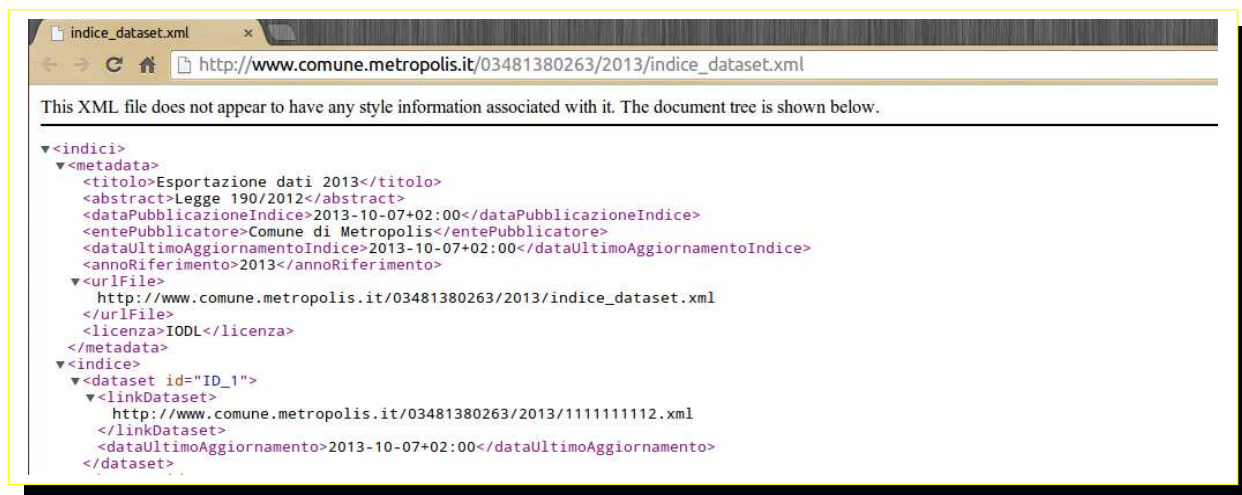 indice_dataset.xml ×
http://www.comune.metropolis.it/03481380263/2013/indice_dataset.xml
This XML file does not appear to have any style information associated with it. The document tree is shown below.
▼<indici>
▼<metadata>
<titolo>Esportazione dati 2013</titolo>
<abstract>Legge 190/2012</abstract>
<dataPubblicazioneIndice>2013-10-07+02:00</dataPubblicazioneIndice>
<entePubblicatore>Comune di Metropolis</entePubblicatore>
<dataUltimoAggiornamentoIndice>2013-10-07+02:00</dataUltimoAggiornamentoIndice>
<annoRiferimento>2013</annoRiferimento>
▼<urlFile>
http://www.comune.metropolis.it/03481380263/2013/indice_dataset.xml
</urlFile>
<licenza>IODL</licenza>
</metadata>
▼<indice>
▼<dataset id="ID_1">
▼<linkDataset>
http://www.comune.metropolis.it/03481380263/2013/1111111112.xml
</linkDataset>
<dataUltimoAggiornamento>2013-10-07+02:00</dataUltimoAggiornamento>
</dataset>